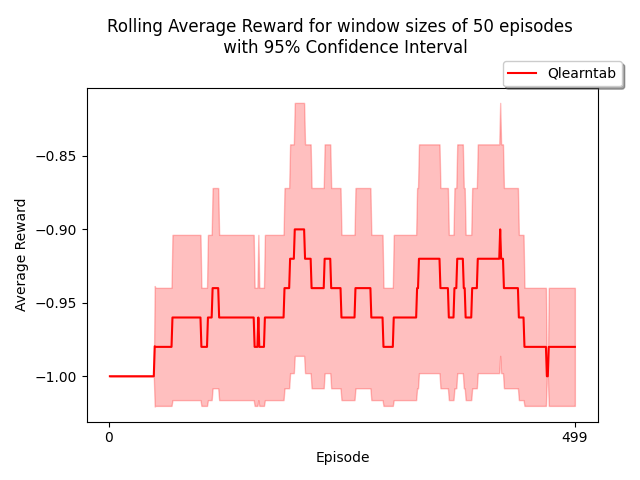 Rolling Average Reward for window sizes of 50 episodes
with 95% Confidence Interval
Qlearntab
−0.85
−0.90
−0.95
−1.00
Average Reward
0
499
Episode